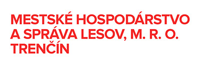 MESTSKÉ HOSPODÁRSTVO
A SPRÁVA LESOV, M. R. O.
TRENČÍN